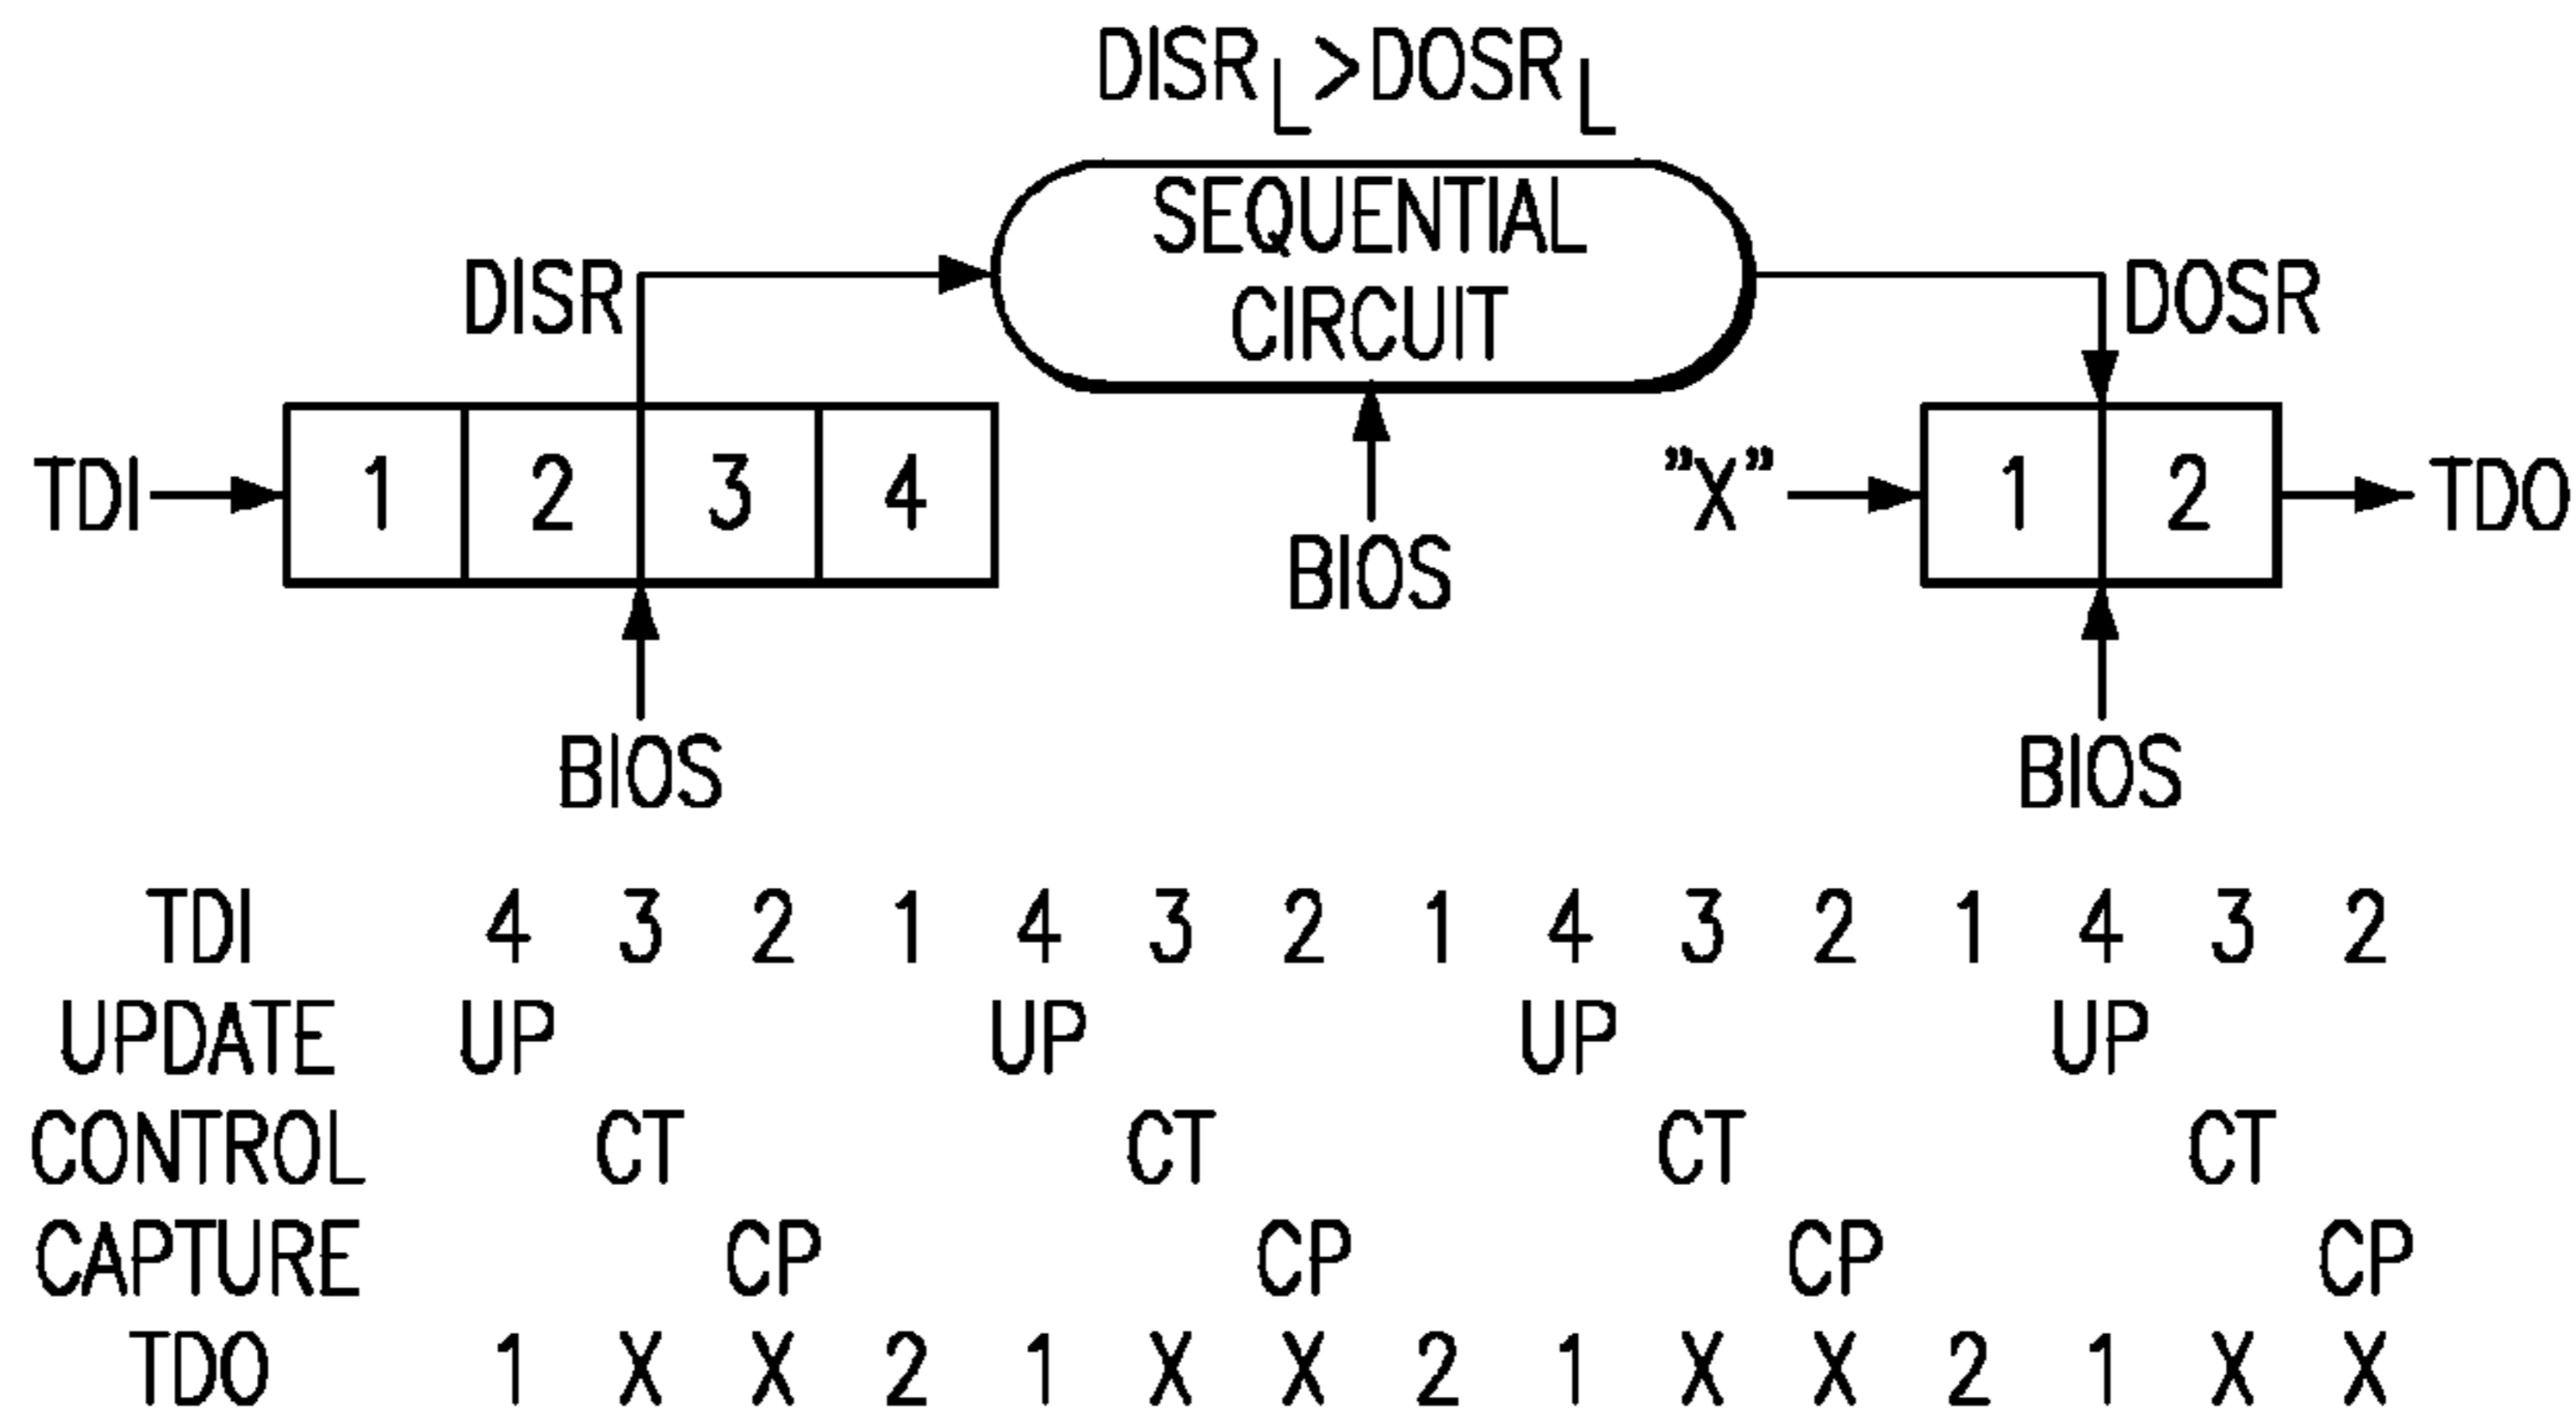 DISR L > DOSR L
SEQUENTIAL
CIRCUIT
DISR
DOSR
TDI
1 2 3 4
"X"
1 2
TDO
BIOS
BIOS
BIOS
TDI 4 3 2 1 4 3 2 1 4 3 2 1 4 3 2
UPDATE UP UP UP UP
CONTROL CT CT CT CT
CAPTURE CP CP CP CP
TDO 1 X X 2 1 X X 2 1 X X 2 1 X X